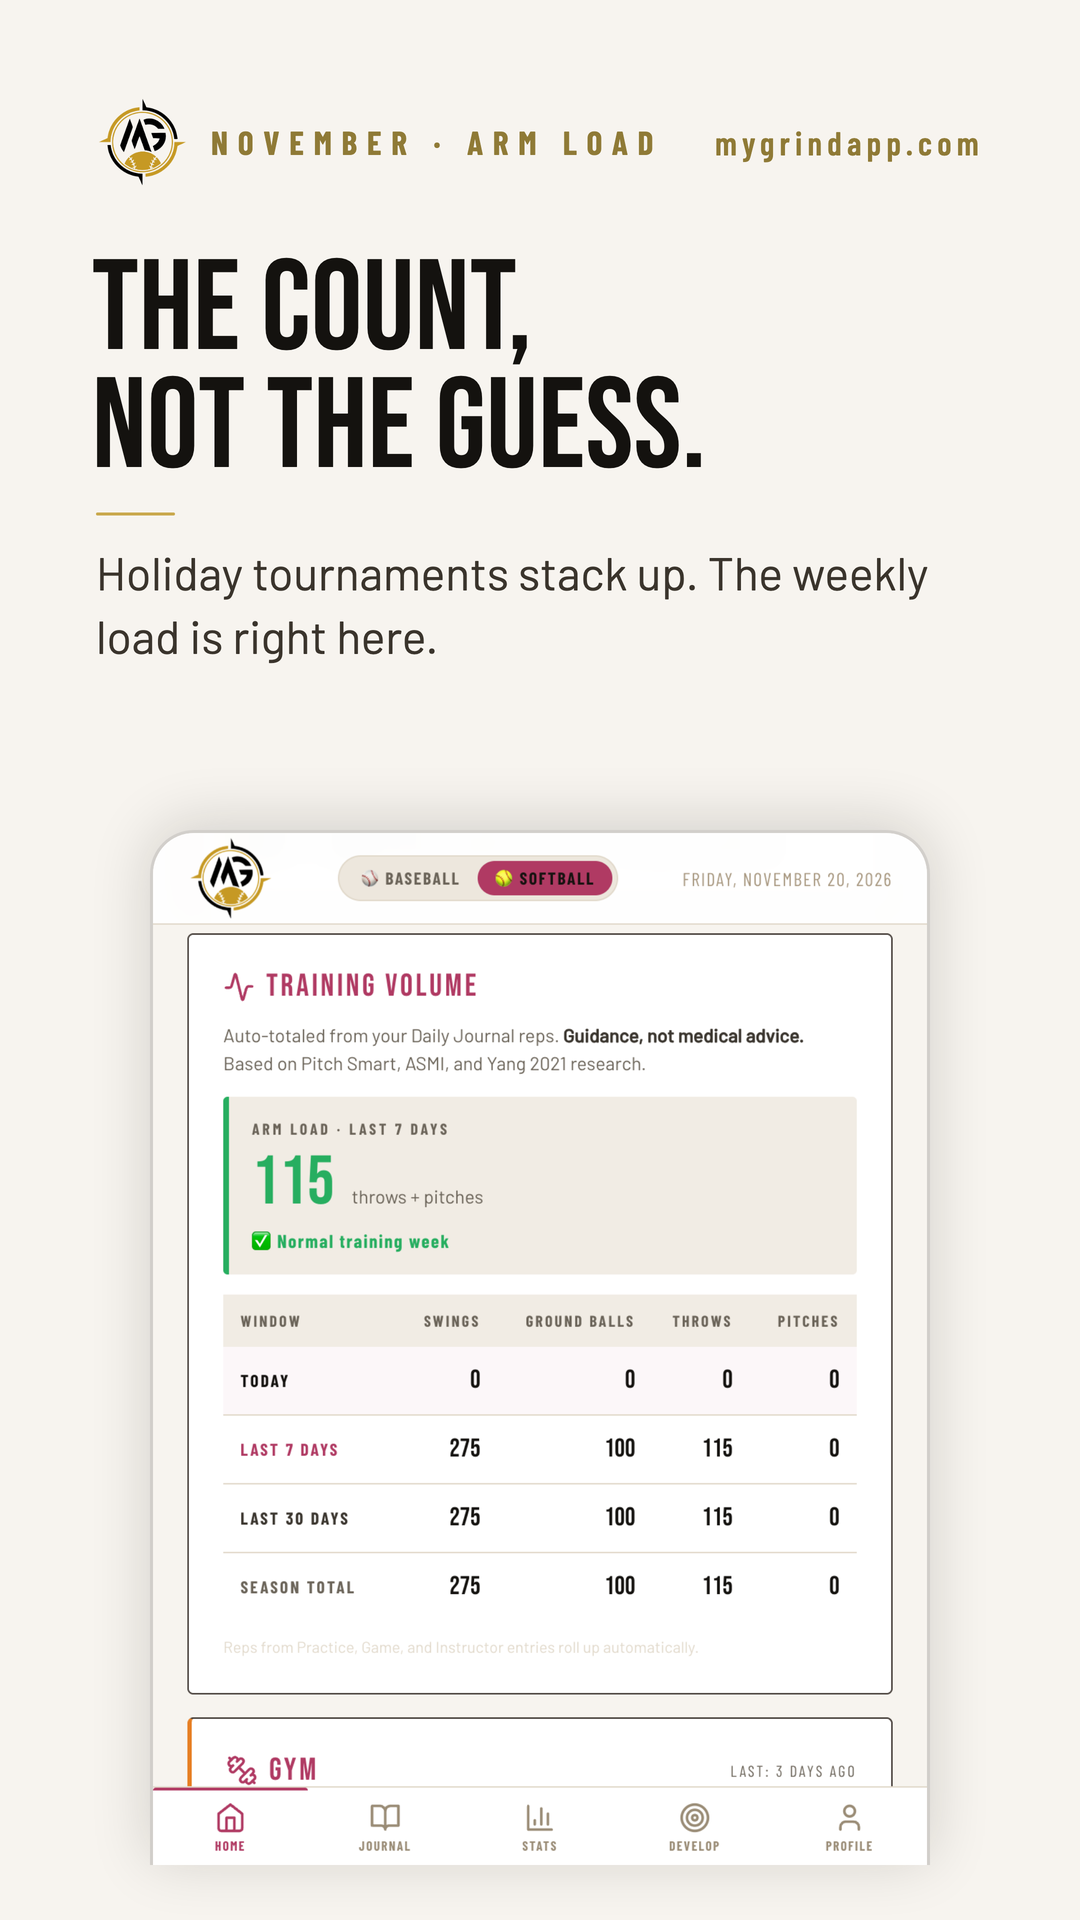 MG
NOVEMBER · ARM LOAD
mygrindapp.com
THE COUNT,
NOT THE GUESS.
Holiday tournaments stack up. The weekly
load is right here.
MG
BASEBALL
SOFTBALL
FRIDAY, NOVEMBER 20, 2026
TRAINING VOLUME
Auto-totaled from your Daily Journal reps. Guidance, not medical advice.
Based on Pitch Smart, ASMI, and Yang 2021 research.
ARM LOAD · LAST 7 DAYS
115 throws + pitches
✅ Normal training week
WINDOW SWINGS GROUND BALLS THROWS PITCHES
TODAY 0 0 0 0
LAST 7 DAYS 275 100 115 0
LAST 30 DAYS 275 100 115 0
SEASON TOTAL 275 100 115 0
Reps from Practice, Game, and Instructor entries roll up automatically.
GYM
LAST: 3 DAYS AGO
HOME JOURNAL STATS DEVELOP PROFILE